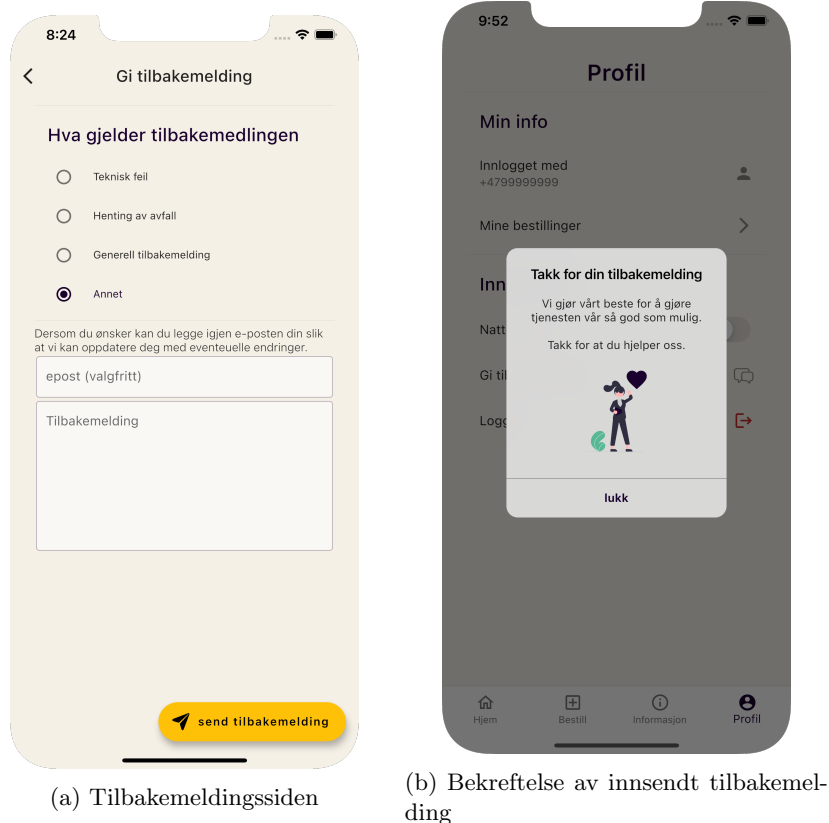 8:24
Gi tilbakemelding
Hva gjelder tilbakemedlingen
Teknisk feil
Henting av avfall
Generell tilbakemelding
Annet
Dersom du ønsker kan du legge igjen e-posten din slik
at vi kan oppdatere deg med eventeuelle endringer.
epost (valgfritt)
Tilbakemelding
send tilbakemelding
(a) Tilbakemeldingssiden
9:52
Profil
Min info
Innlogget med
+4799999999
Mine bestillinger
Inn
Natt
Gi til
Logg
Takk for din tilbakemelding
Vi gjør vårt beste for å gjøre
tjenesten vår så god som mulig.
Takk for at du hjelper oss.
lukk
Hjem
Bestill
Informasjon
Profil
(b) Bekreftelse av innsendt tilbakemel-
ding